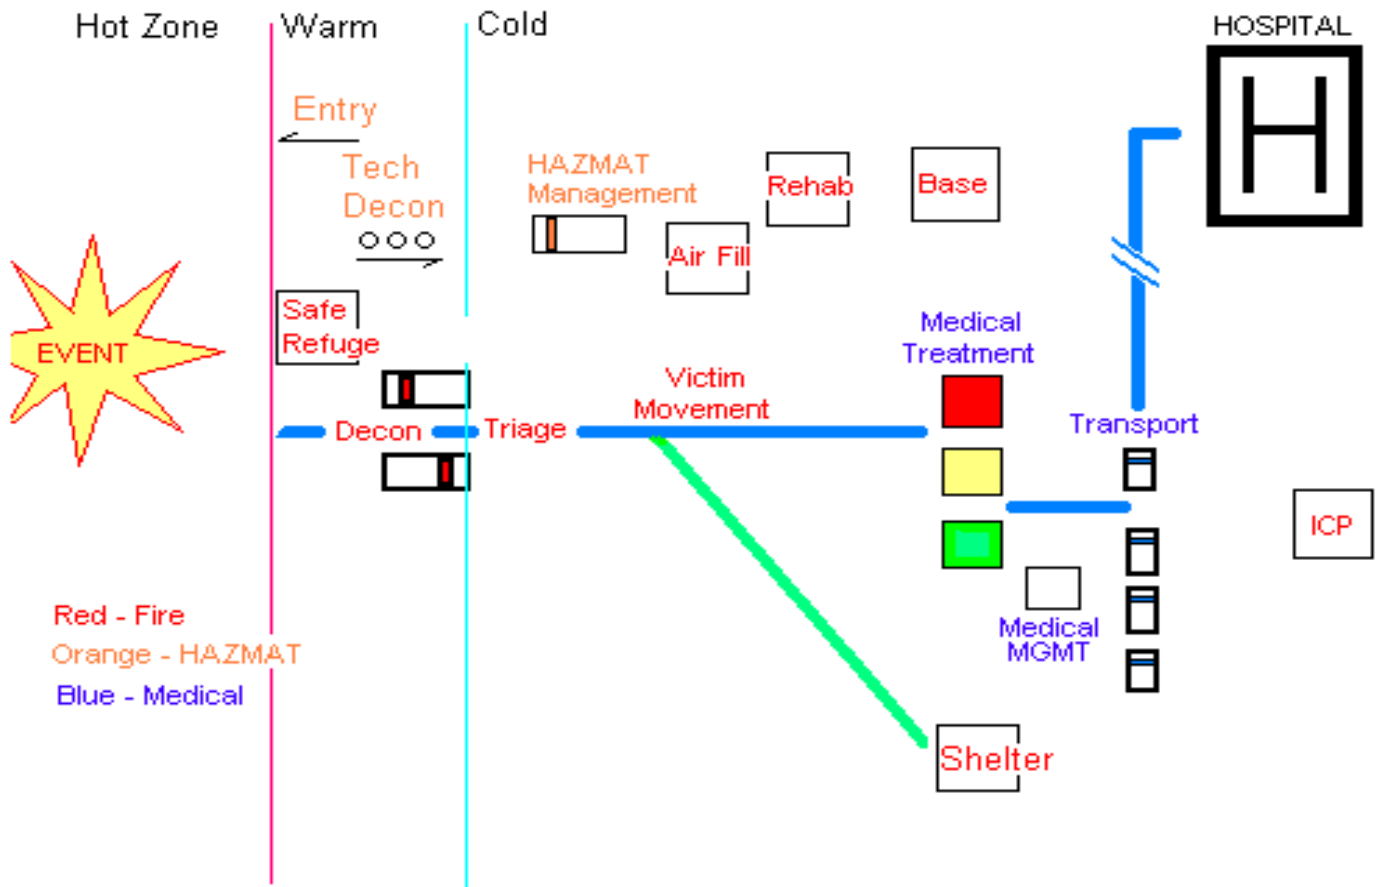 Hot Zone
Warm
Cold
HOSPITAL
H
Entry
Tech
Decon
HAZMAT
Management
Rehab
Base
Air Fill
Safe
Refuge
EVENT
Medical
Treatment
Victim
Movement
Decon
Triage
Transport
ICP
Red - Fire
Orange - HAZMAT
Blue - Medical
Medical
MGMT
Shelter